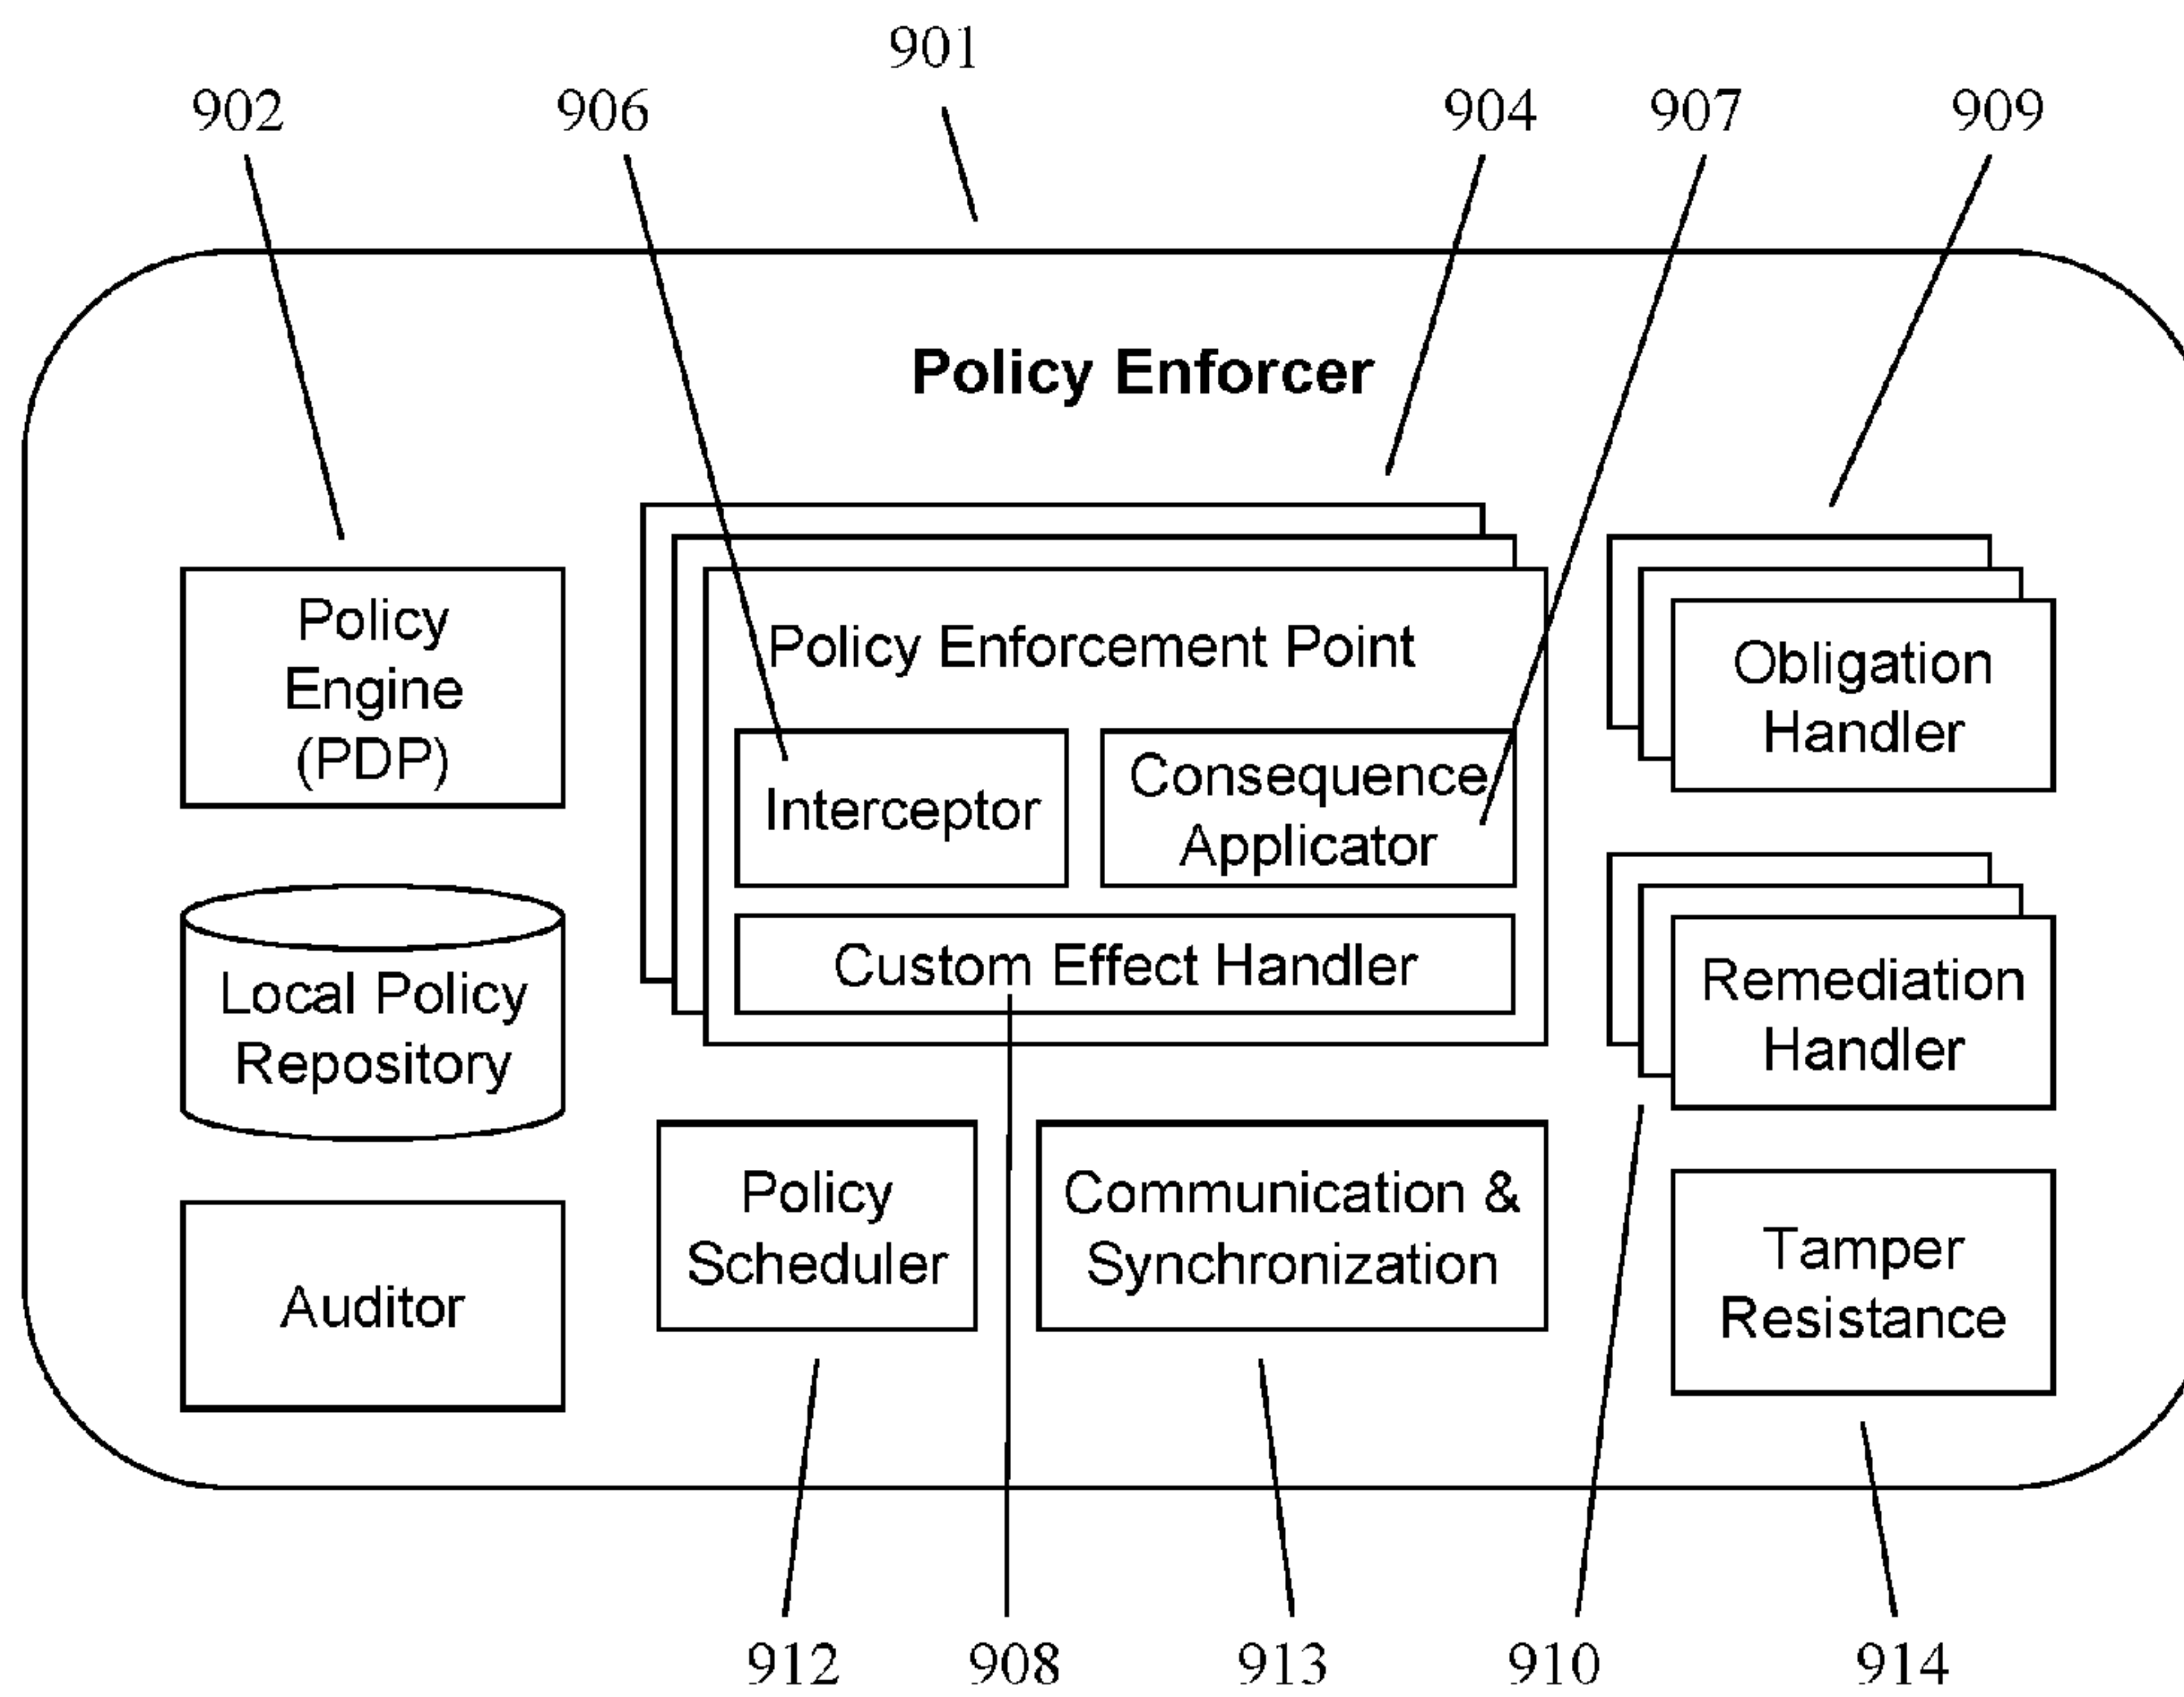 901
902
906
904
907
909
Policy Enforcer
Policy
Engine
(PDP)
Policy Enforcement Point
Interceptor
Consequence
Applicator
Custom Effect Handler
Obligation
Handler
Local Policy
Repository
Remediation
Handler
Auditor
Policy
Scheduler
Communication &
Synchronization
Tamper
Resistance
912
908
913
910
914